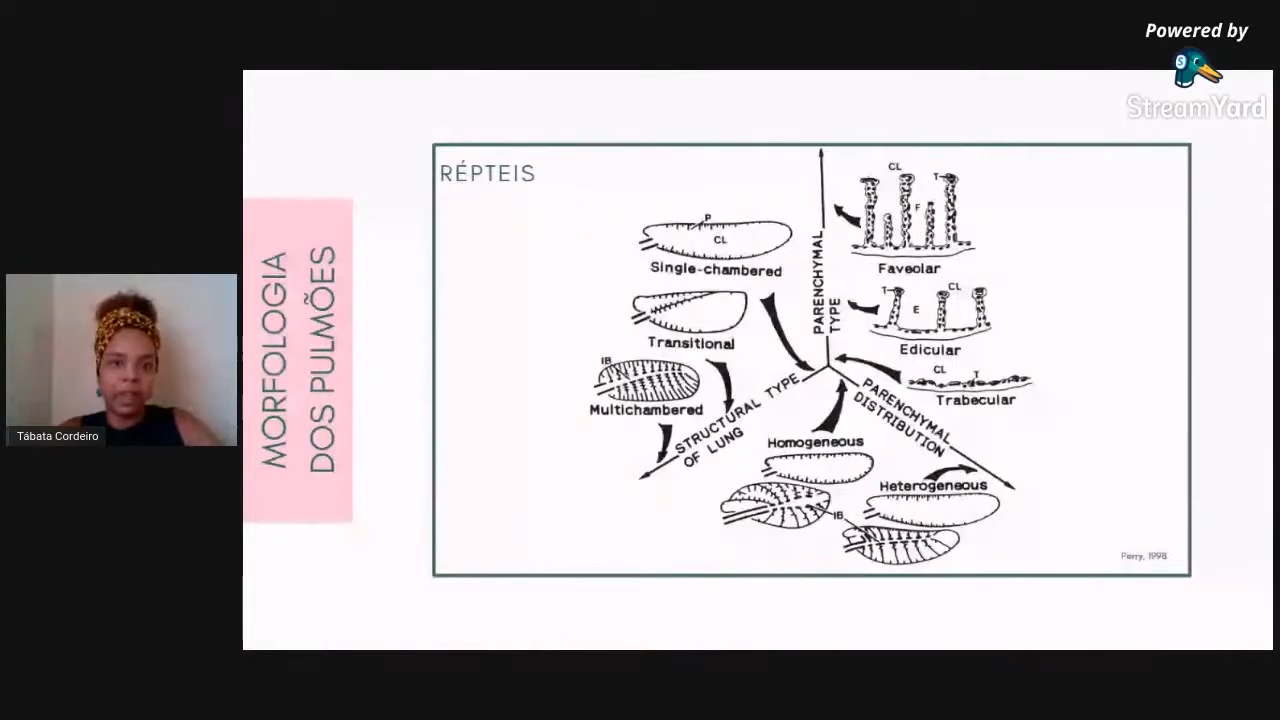 Powered by
S
StreamYard
RÉPTEIS
MORFOLOGIA
DOS PULMÕES
Tábata Cordeiro
P
CL
Single-chambered
Transitional
IB
Multichambered
STRUCTURAL TYPE
OF LUNG
PARENCHYMAL
TYPE
CL
T
F
Faveolar
T
CL
E
Edicular
CL
T
Trabecular
PARENCHYMAL
DISTRIBUTION
Homogeneous
Heterogeneous
IB
Perry, 1998